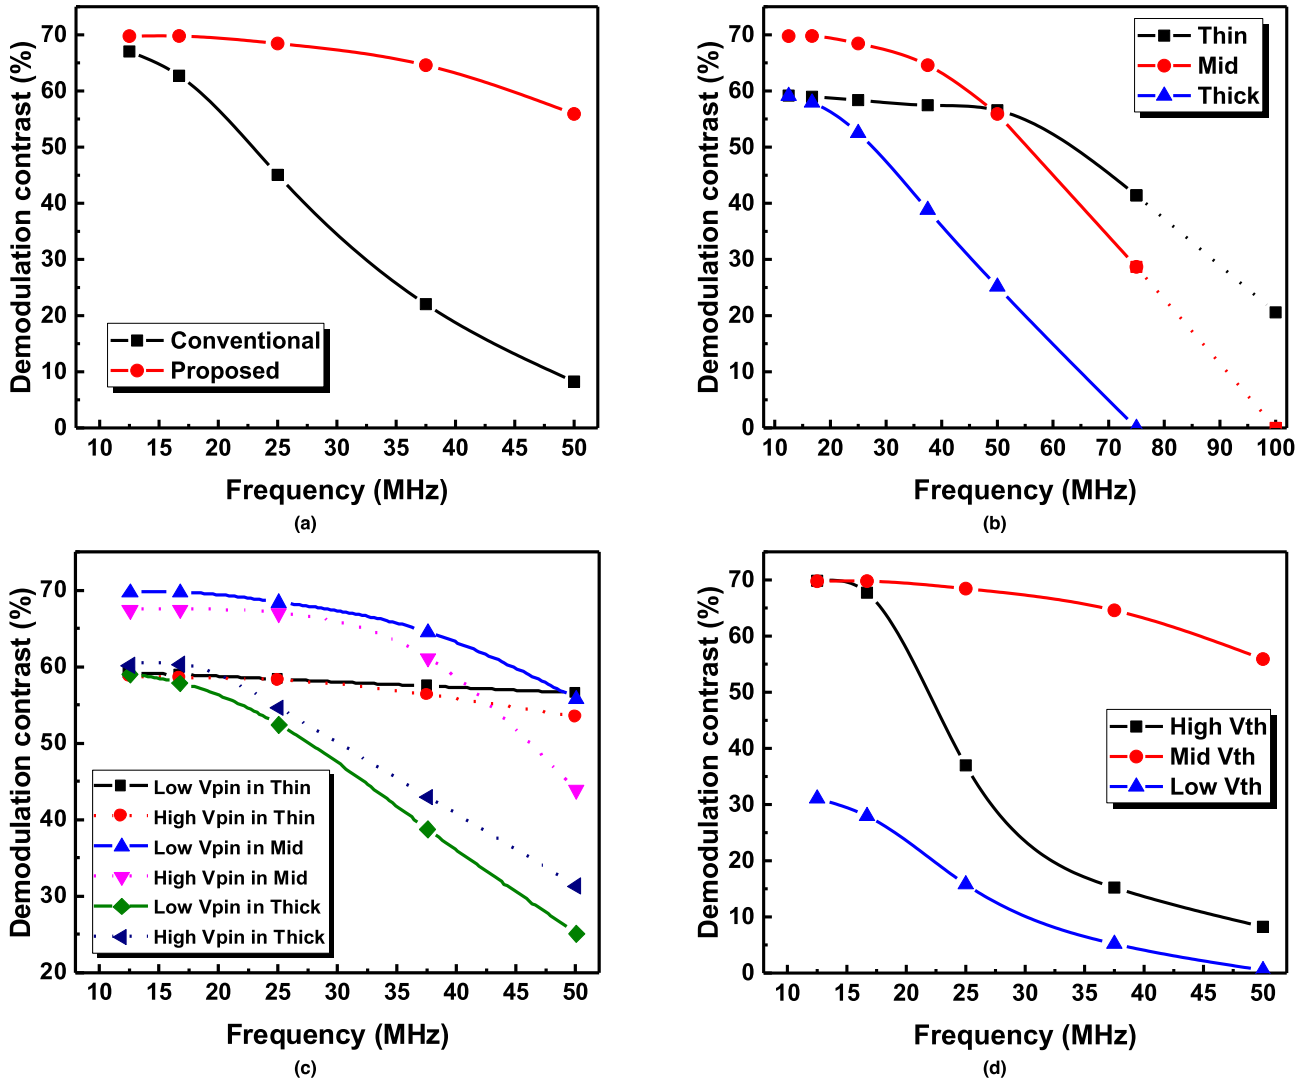 Demodulation contrast (%)
70
60
50
40
30
20
10
0
Conventional
Proposed
10 15 20 25 30 35 40 45 50
Frequency (MHz)
(a)
Demodulation contrast (%)
70
60
50
40
30
20
10
0
Thin
Mid
Thick
10 20 30 40 50 60 70 80 90 100
Frequency (MHz)
(b)
Demodulation contrast (%)
70
60
50
40
30
20
Low Vpin in Thin
High Vpin in Thin
Low Vpin in Mid
High Vpin in Mid
Low Vpin in Thick
High Vpin in Thick
10 15 20 25 30 35 40 45 50
Frequency (MHz)
(c)
Demodulation contrast (%)
70
60
50
40
30
20
10
0
High Vth
Mid Vth
Low Vth
10 15 20 25 30 35 40 45 50
Frequency (MHz)
(d)